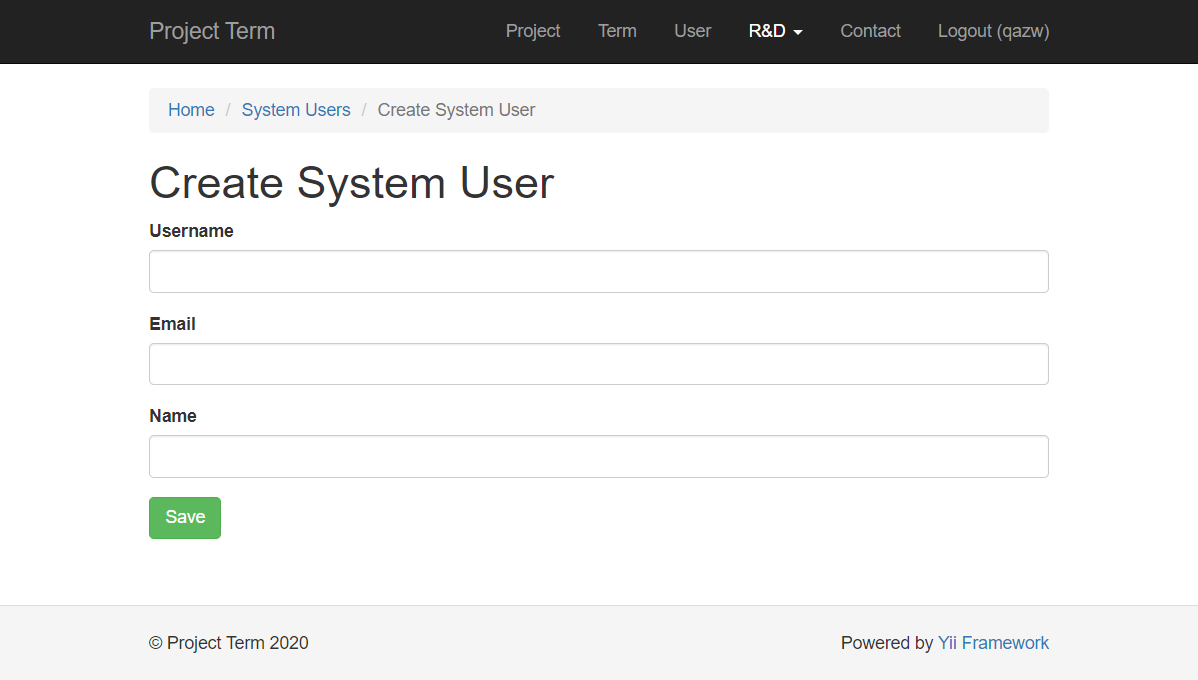 Project Term Project Term User R&D Contact Logout (qazw)
Home / System Users / Create System User
Create System User
Username
Email
Name
Save
© Project Term 2020 Powered by Yii Framework